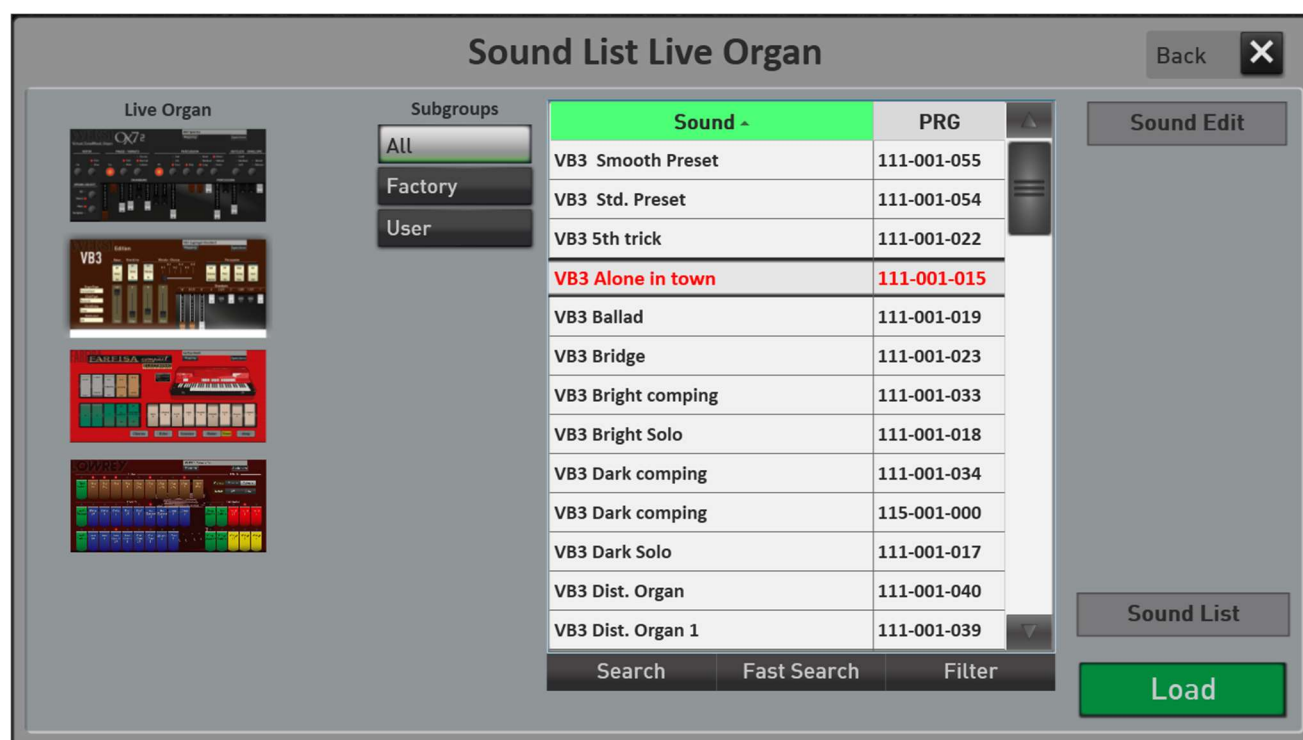 Sound List Live Organ
Back
Live Organ
Subgroups
All
Factory
User
Sound PRG
VB3  Smooth Preset 111-001-055
VB3  Std. Preset 111-001-054
VB3 5th trick 111-001-022
VB3 Alone in town 111-001-015
VB3 Ballad 111-001-019
VB3 Bridge 111-001-023
VB3 Bright comping 111-001-033
VB3 Bright Solo 111-001-018
VB3 Dark comping 111-001-034
VB3 Dark comping 115-001-000
VB3 Dark Solo 111-001-017
VB3 Dist. Organ 111-001-040
VB3 Dist. Organ 1 111-001-039
Search Fast Search Filter
Sound Edit
Sound List
Load
VB3
FARFISA compact
LOWREY